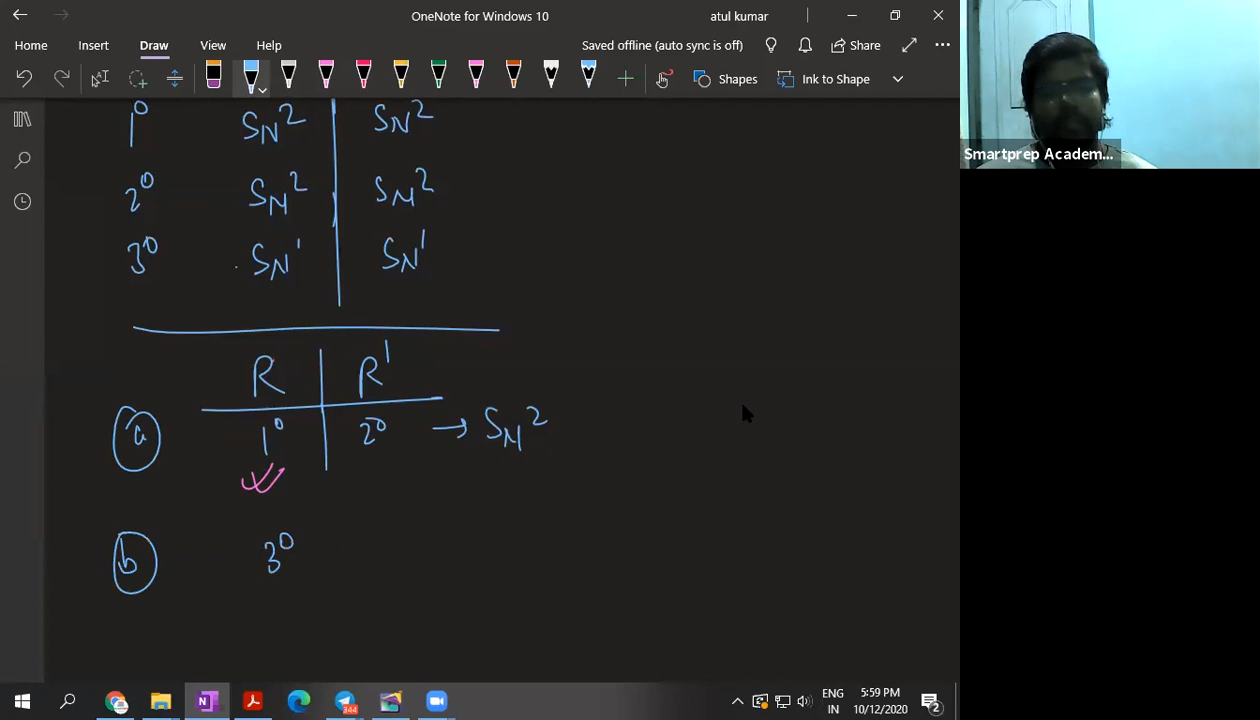 OneNote for Windows 10
atul kumar
Home Insert Draw View Help
Saved offline (auto sync is off)
Share
Shapes
Ink to Shape
1° SN2 SN2
2° SN2 SN2
3° SN1 SN1
R R'
a 1° 2° → SN2
b 3°
Smartprep Academ...
344
ENG
IN
5:59 PM
10/12/2020
2